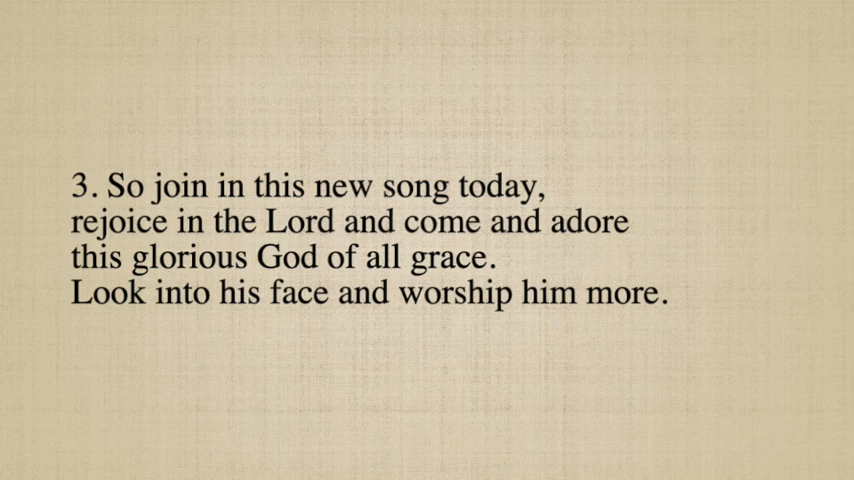 3. So join in this new song today,
rejoice in the Lord and come and adore
this glorious God of all grace.
Look into his face and worship him more.